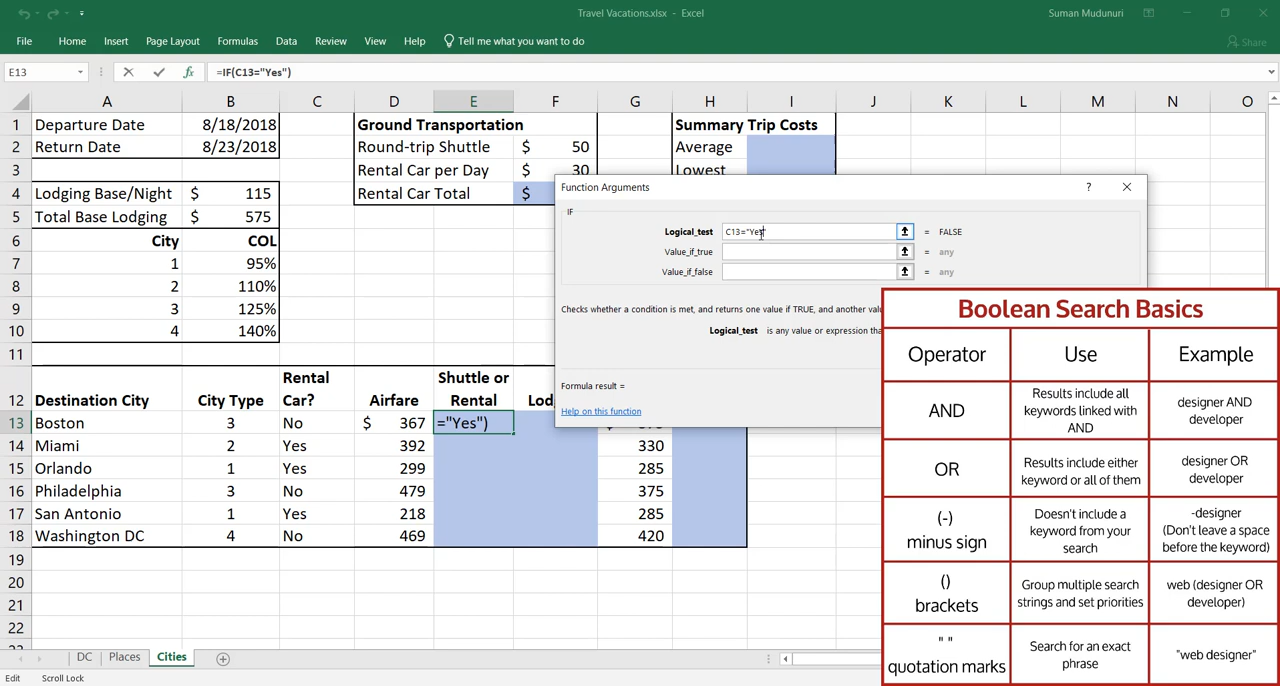 Travel Vacations.xlsx - Excel
Suman Mudunuri
File Home Insert Page Layout Formulas Data Review View Help Tell me what you want to do Share
E13 =IF(C13="Yes")
A B C D E F G H I J K L M N O
1 Departure Date 8/18/2018 Ground Transportation Summary Trip Costs
2 Return Date 8/23/2018 Round-trip Shuttle $ 50 Average
3 Rental Car per Day $ 30 Lowest
4 Lodging Base/Night $ 115 Rental Car Total $
5 Total Base Lodging $ 575
6 City COL
7 1 95%
8 2 110%
9 3 125%
10 4 140%
11
Rental Shuttle or
12 Destination City City Type Car? Airfare Rental Lod
13 Boston 3 No $ 367 ="Yes")
14 Miami 2 Yes 392 330
15 Orlando 1 Yes 299 285
16 Philadelphia 3 No 479 375
17 San Antonio 1 Yes 218 285
18 Washington DC 4 No 469 420
19
20
21
22
Function Arguments ?
IF
Logical_test C13="Yes" = FALSE
Value_if_true = any
Value_if_false = any
Checks whether a condition is met, and returns one value if TRUE, and another valu
Logical_test is any value or expression tha
Formula result =
Help on this function
Boolean Search Basics
Operator Use Example
AND
Results include all
keywords linked with
AND
designer AND
developer
OR
Results include either
keyword or all of them
designer OR
developer
(-)
minus sign
Doesn't include a
keyword from your
search
-designer
(Don't leave a space
before the keyword)
()
brackets
Group multiple search
strings and set priorities
web (designer OR
developer)
" "
quotation marks
Search for an exact
phrase
"web designer"
DC Places Cities
Edit Scroll Lock